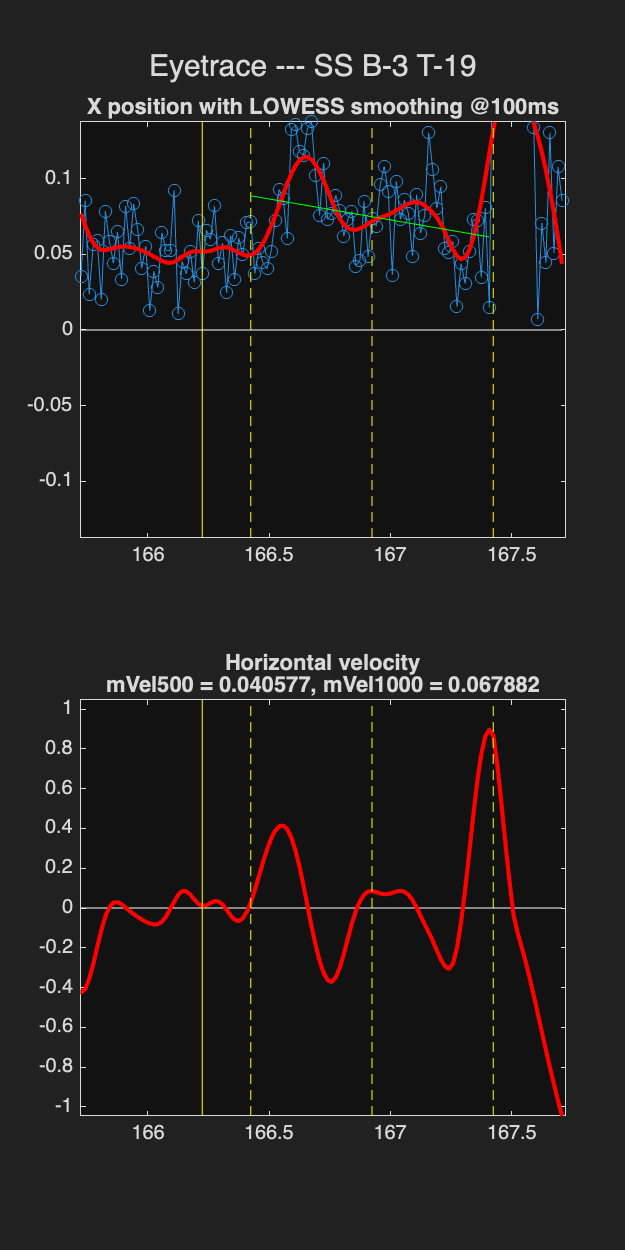 Eyetrace --- SS B-3 T-19
X position with LOWESS smoothing @100ms
0.1
0.05
0
-0.05
-0.1
166 166.5 167 167.5
Horizontal velocity
mVel500 = 0.040577, mVel1000 = 0.067882
1
0.8
0.6
0.4
0.2
0
-0.2
-0.4
-0.6
-0.8
-1
166 166.5 167 167.5